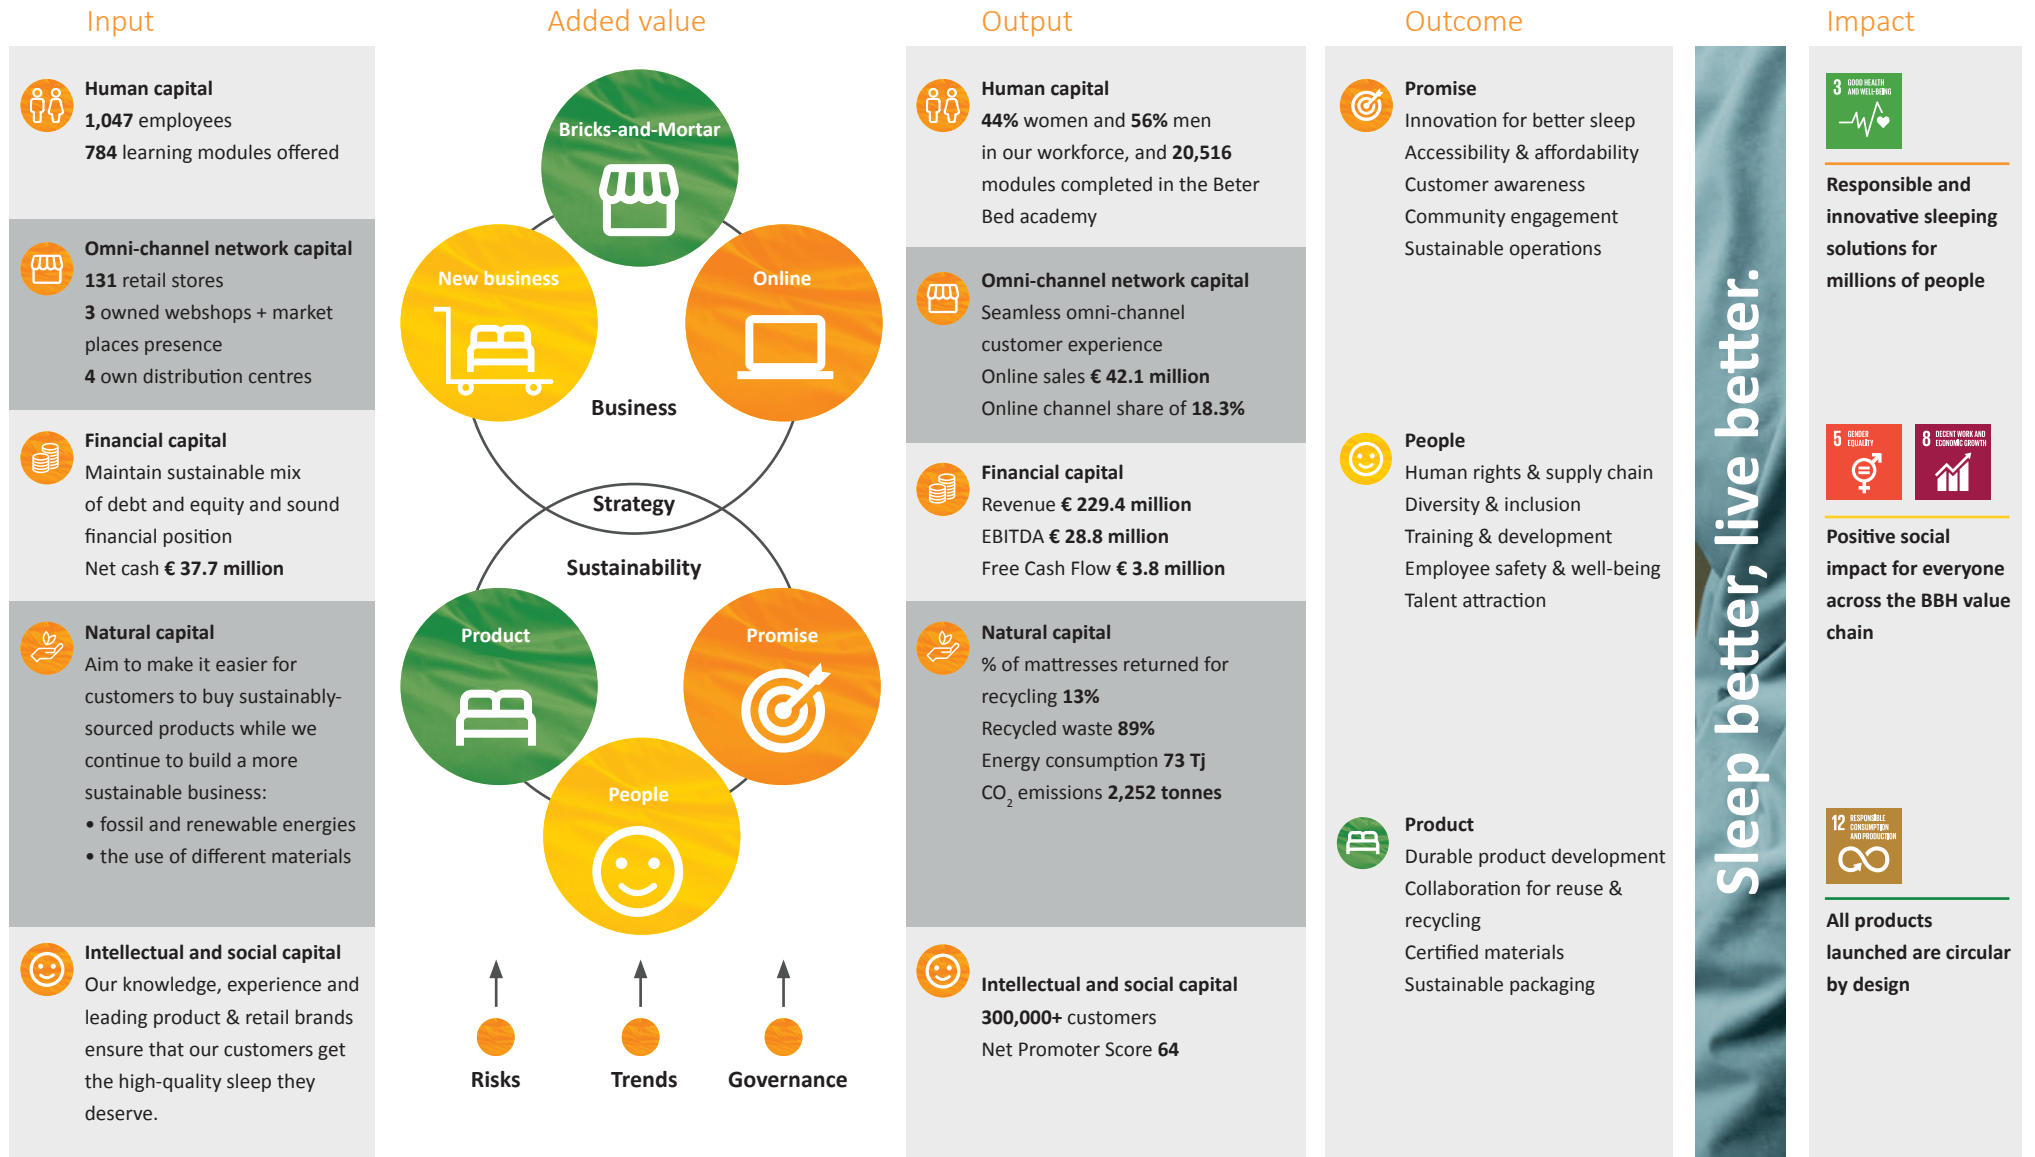 Input
Human capital
1,047 employees
784 learning modules offered
Omni-channel network capital
131 retail stores
3 owned webshops + market
places presence
4 own distribution centres
Financial capital
Maintain sustainable mix
of debt and equity and sound
financial position
Net cash € 37.7 million
Natural capital
Aim to make it easier for
customers to buy sustainably-
sourced products while we
continue to build a more
sustainable business:
• fossil and renewable energies
• the use of different materials
Intellectual and social capital
Our knowledge, experience and
leading product & retail brands
ensure that our customers get
the high-quality sleep they
deserve.
Added value
Bricks-and-Mortar
New business
Online
Business
Strategy
Sustainability
Product
Promise
People
Risks
Trends
Governance
Output
Human capital
44% women and 56% men
in our workforce, and 20,516
modules completed in the Beter
Bed academy
Omni-channel network capital
Seamless omni-channel
customer experience
Online sales € 42.1 million
Online channel share of 18.3%
Financial capital
Revenue € 229.4 million
EBITDA € 28.8 million
Free Cash Flow € 3.8 million
Natural capital
% of mattresses returned for
recycling 13%
Recycled waste 89%
Energy consumption 73 Tj
CO2 emissions 2,252 tonnes
Intellectual and social capital
300,000+ customers
Net Promoter Score 64
Outcome
Promise
Innovation for better sleep
Accessibility & affordability
Customer awareness
Community engagement
Sustainable operations
People
Human rights & supply chain
Diversity & inclusion
Training & development
Employee safety & well-being
Talent attraction
Product
Durable product development
Collaboration for reuse &
recycling
Certified materials
Sustainable packaging
Sleep better, live better.
Impact
3 GOOD HEALTH
AND WELL-BEING
Responsible and
innovative sleeping
solutions for
millions of people
5 GENDER
EQUALITY
8 DECENT WORK AND
ECONOMIC GROWTH
Positive social
impact for everyone
across the BBH value
chain
12 RESPONSIBLE
CONSUMPTION
AND PRODUCTION
All products
launched are circular
by design